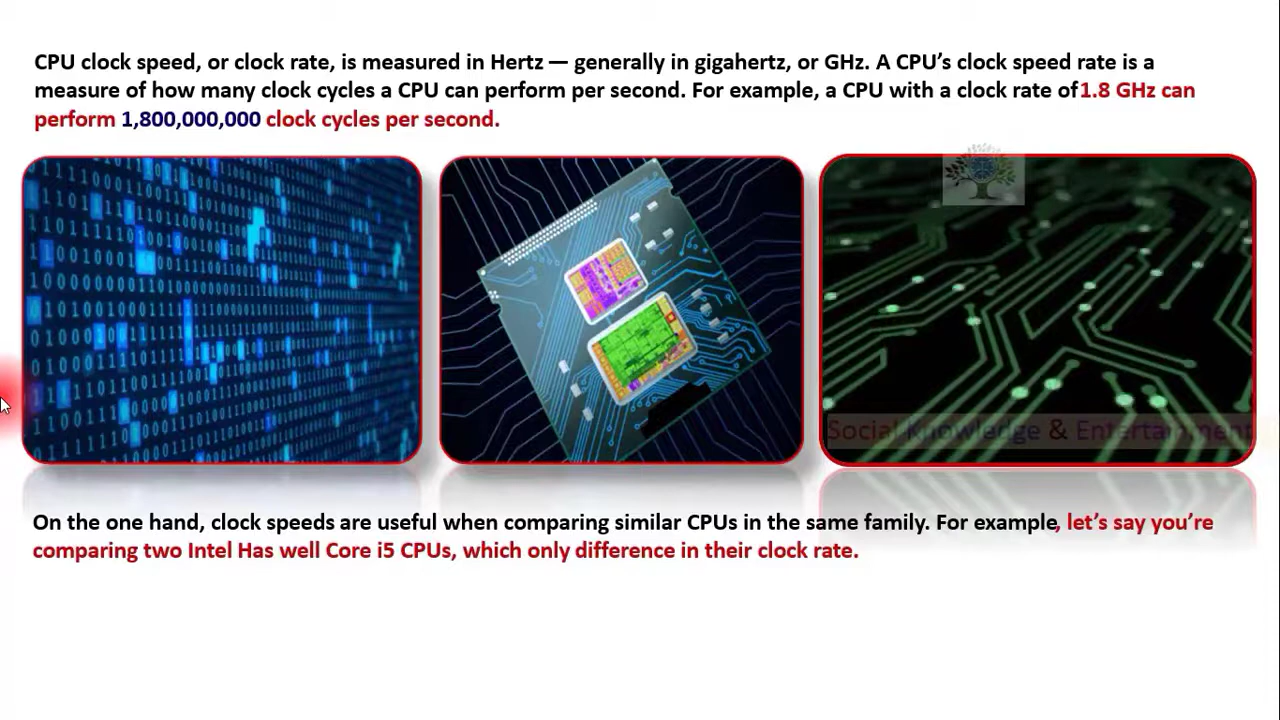 CPU clock speed, or clock rate, is measured in Hertz — generally in gigahertz, or GHz. A CPU’s clock speed rate is a
measure of how many clock cycles a CPU can perform per second. For example, a CPU with a clock rate of 1.8 GHz can
perform 1,800,000,000 clock cycles per second.
Social Knowledge & Entertainment
On the one hand, clock speeds are useful when comparing similar CPUs in the same family. For example, let’s say you’re
comparing two Intel Has well Core i5 CPUs, which only difference in their clock rate.